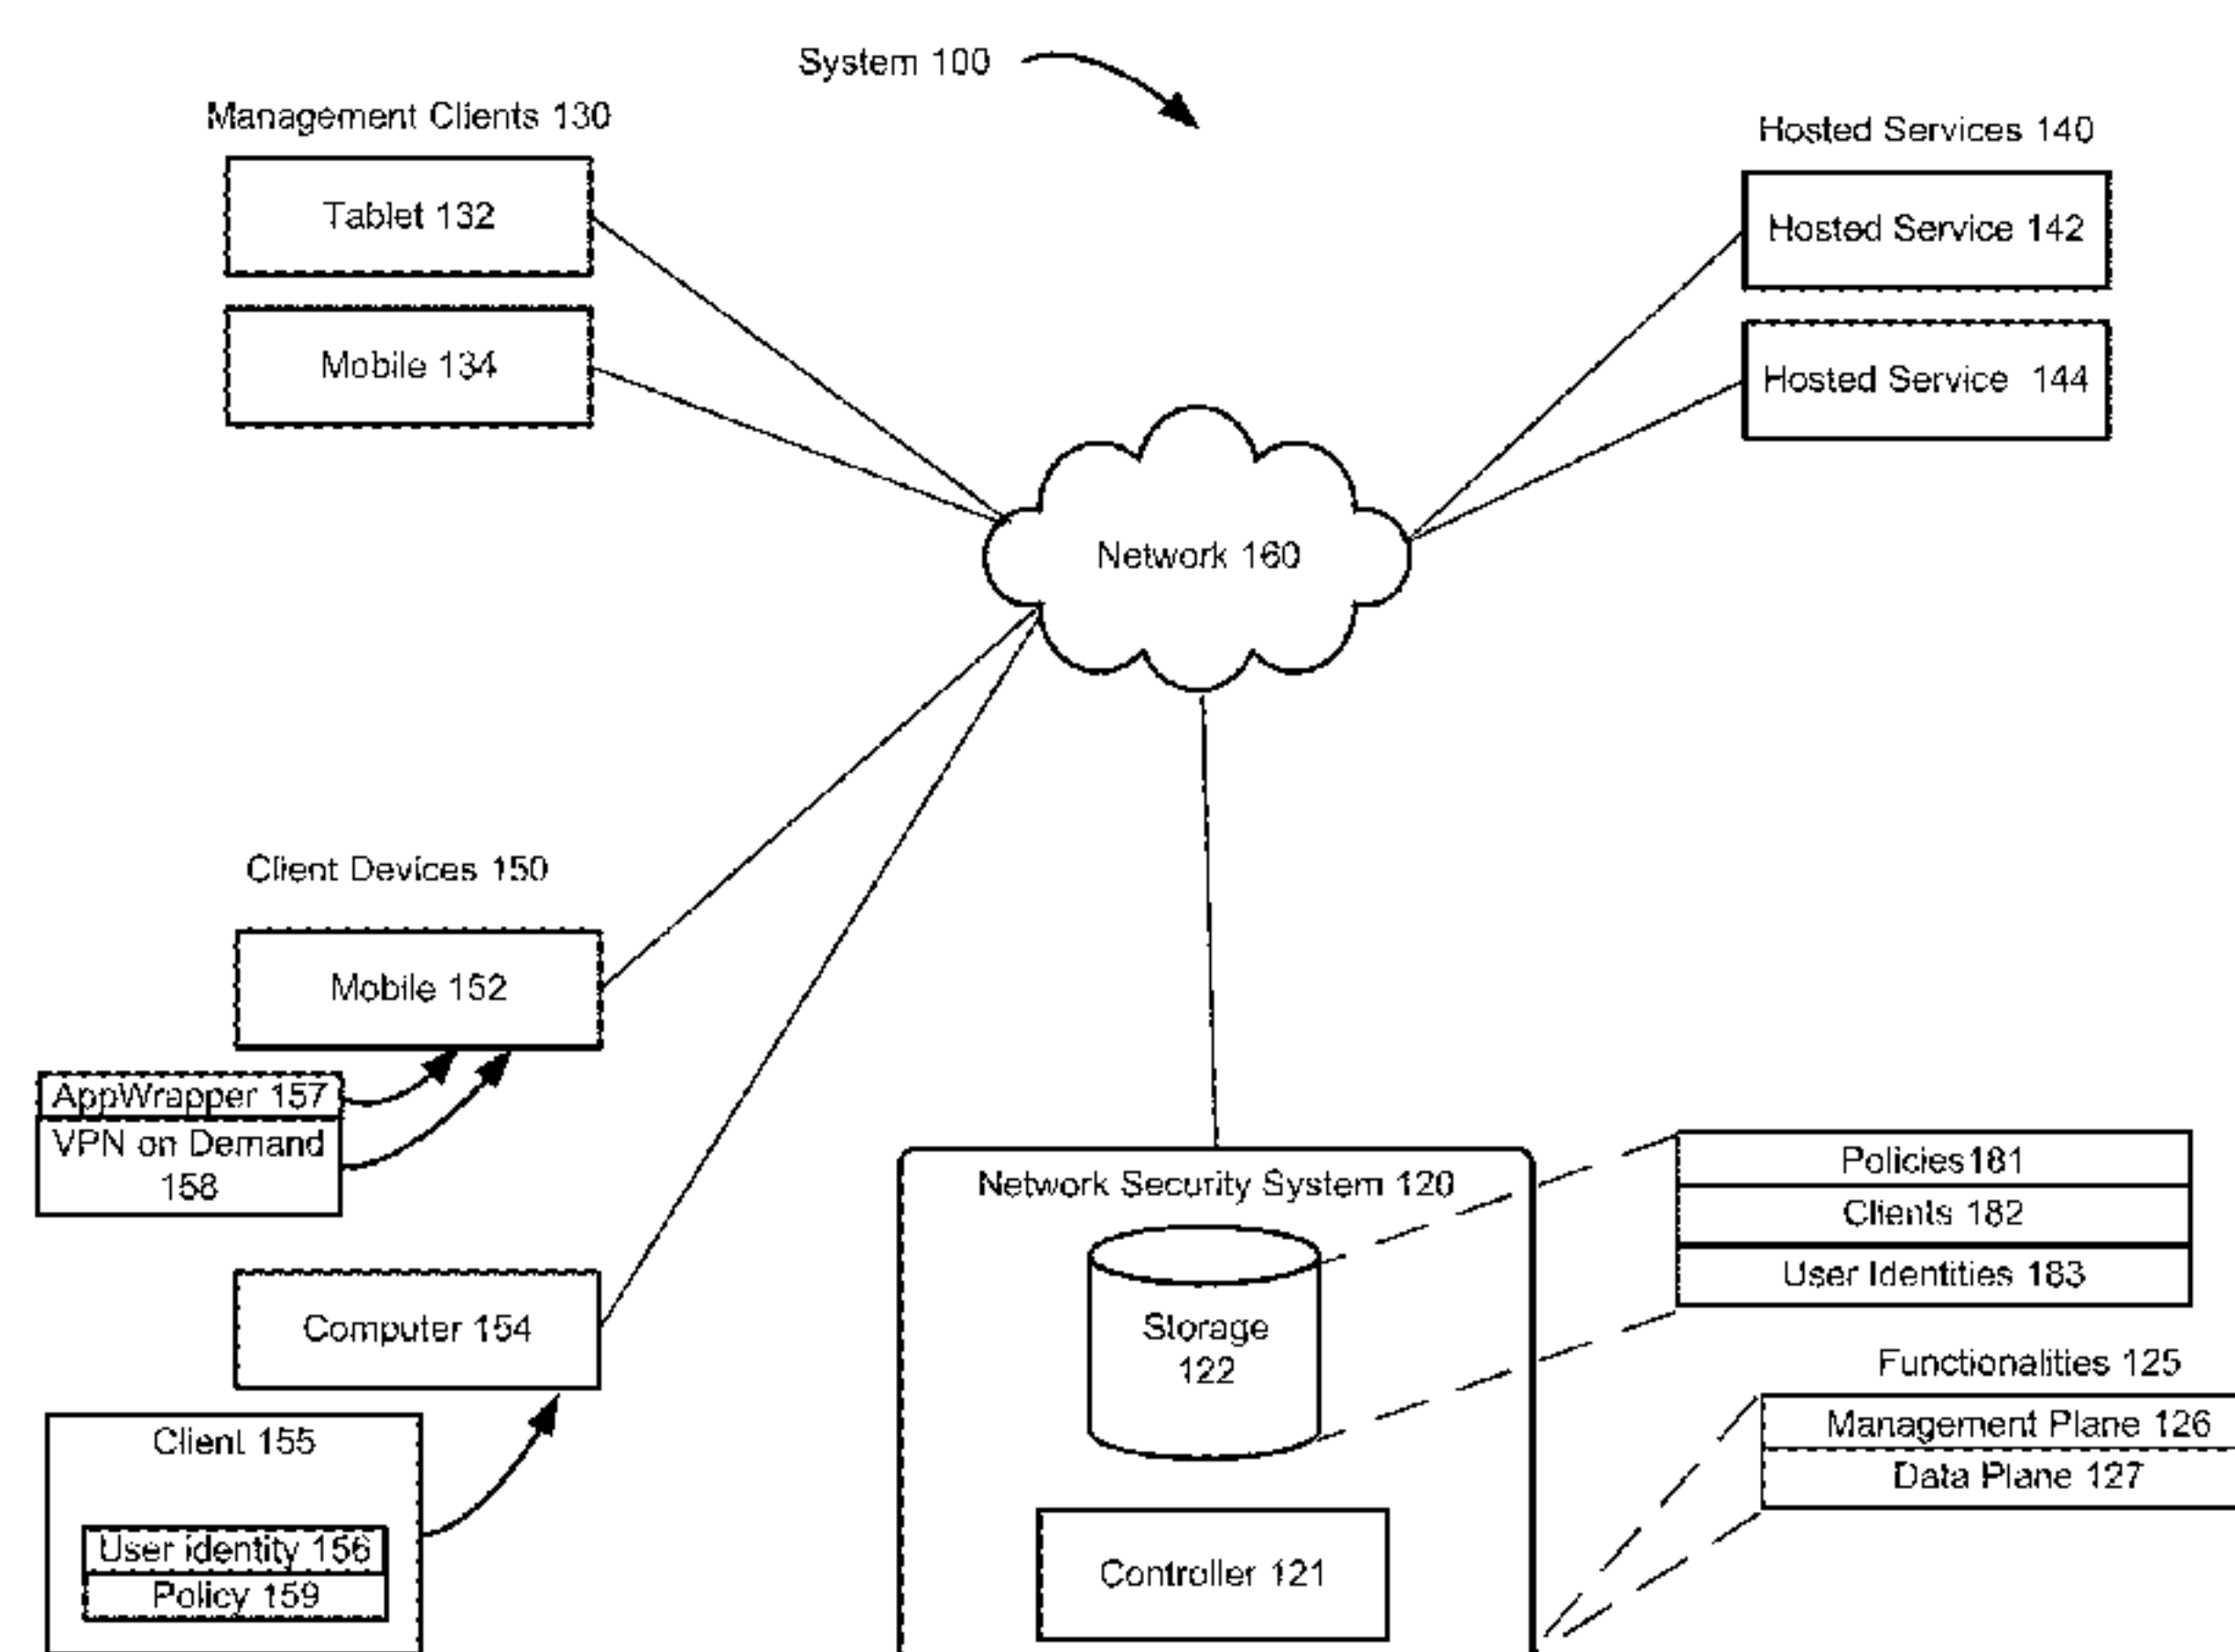 System 100
Management Clients 130
Tablet 132
Mobile 134
Hosted Services 140
Hosted Service 142
Hosted Service 144
Network 160
Client Devices 150
Mobile 152
AppWrapper 157
VPN on Demand
158
Computer 154
Client 155
User identity 156
Policy 159
Network Security System 120
Storage
122
Controller 121
Policies181
Clients 182
User Identities 183
Functionalities 125
Management Plane 126
Data Plane 127